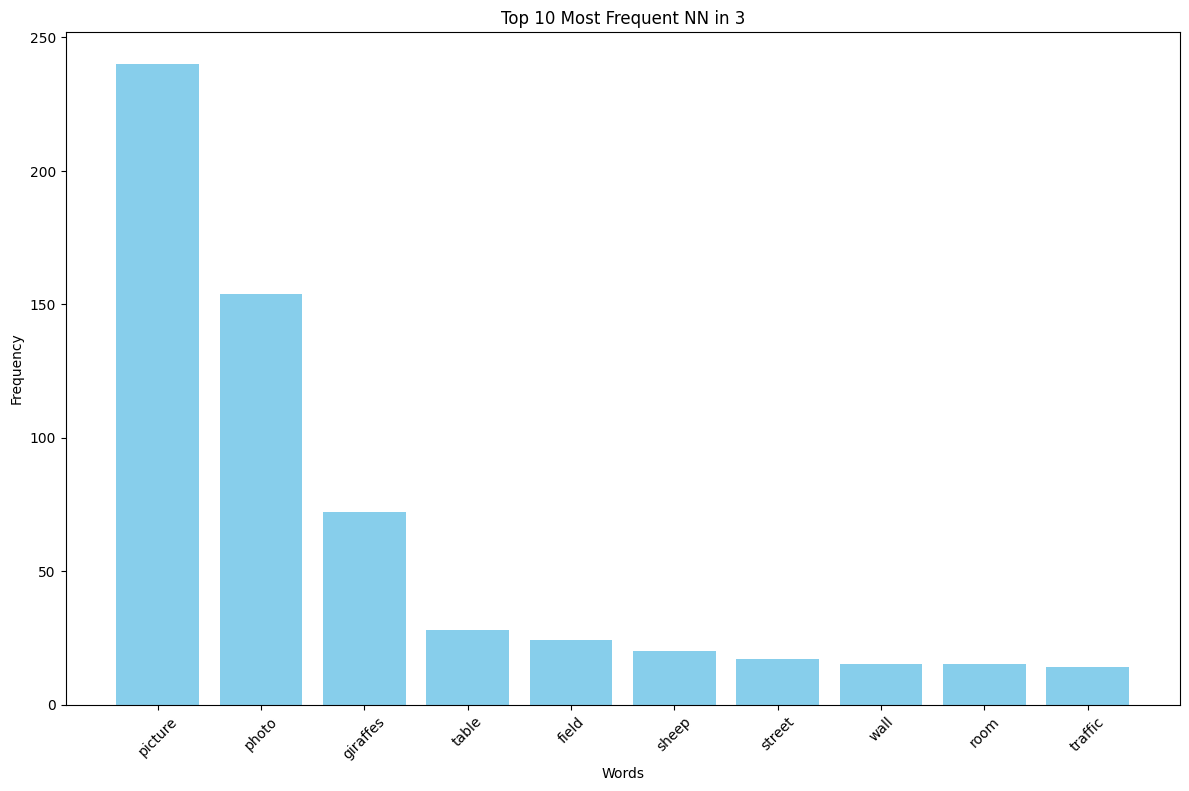 Top 10 Most Frequent NN in 3
250
200
150
100
50
0
Frequency
picture
photo
giraffes
table
field
sheep
street
wall
room
traffic
Words